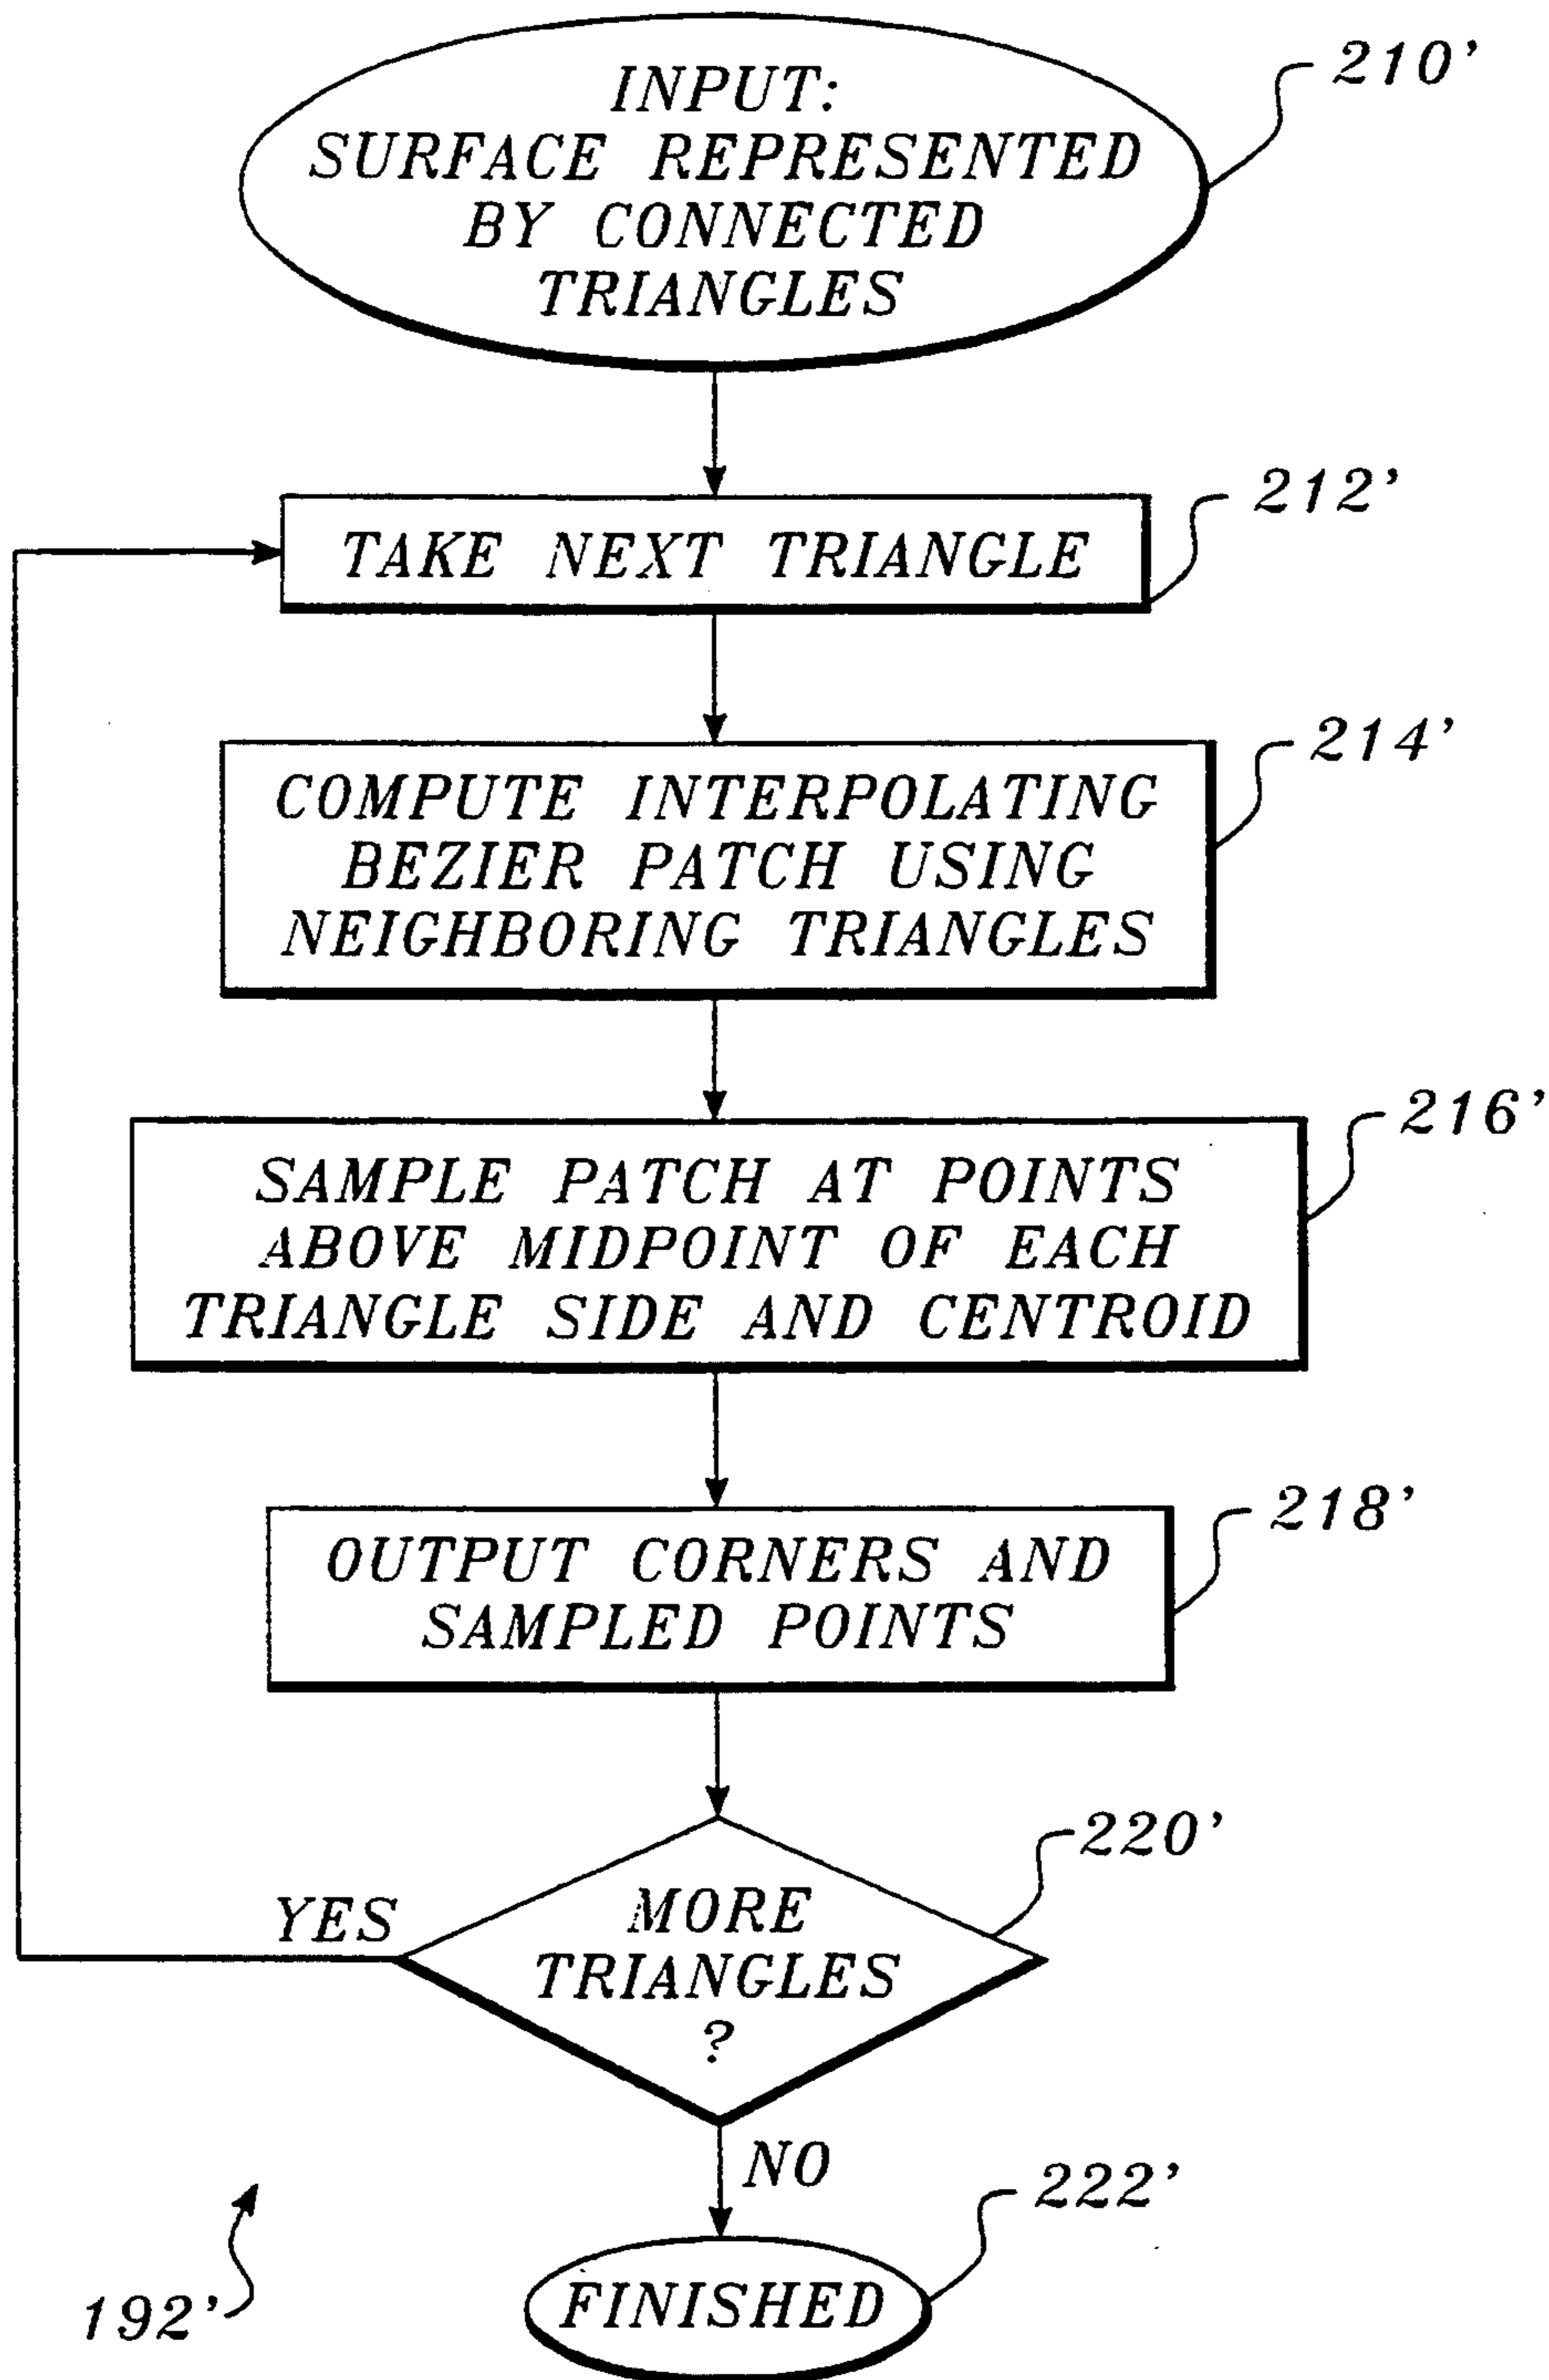 INPUT:
SURFACE REPRESENTED
BY CONNECTED
TRIANGLES
210'
TAKE NEXT TRIANGLE
212'
COMPUTE INTERPOLATING
BEZIER PATCH USING
NEIGHBORING TRIANGLES
214'
SAMPLE PATCH AT POINTS
ABOVE MIDPOINT OF EACH
TRIANGLE SIDE AND CENTROID
216'
OUTPUT CORNERS AND
SAMPLED POINTS
218'
MORE
TRIANGLES
?
220'
YES
NO
FINISHED
222'
192'